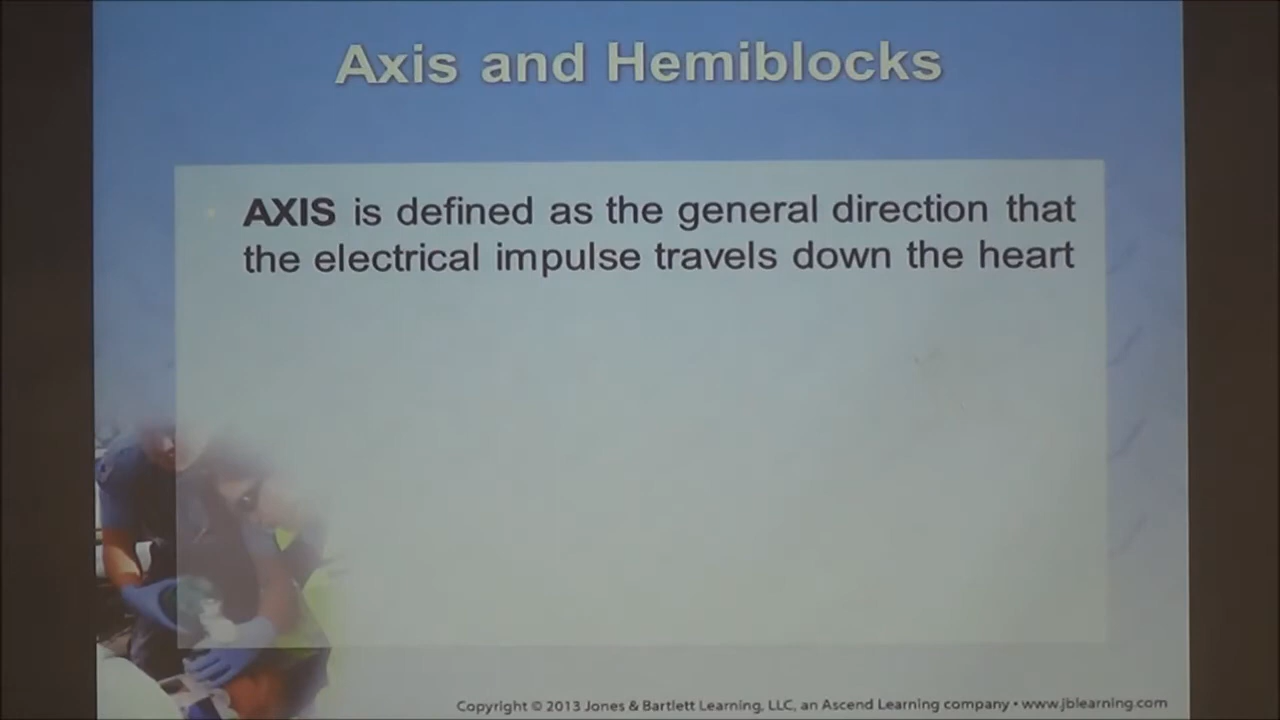 Axis and Hemiblocks
AXIS is defined as the general direction that
the electrical impulse travels down the heart
Copyright © 2013 Jones & Bartlett Learning, LLC, an Ascend Learning company • www.jblearning.com